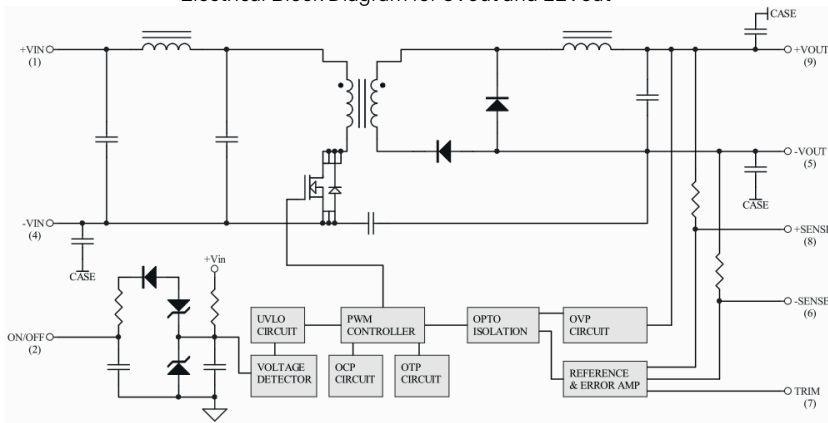 Electrical Block Diagram for and
CASE
+VIN
(1)
+VOUT
(9)
-VOUT
(5)
CASE
-VIN
(4)
CASE
+SENSE
(8)
+Vin
-SENSE
(6)
ON/OFF
(2)
UVLO
CIRCUIT
PWM
CONTROLLER
OPTO
ISOLATION
OVP
CIRCUIT
VOLTAGE
DETECTOR
OCP
CIRCUIT
OTP
CIRCUIT
REFERENCE
& ERROR AMP
TRIM
(7)